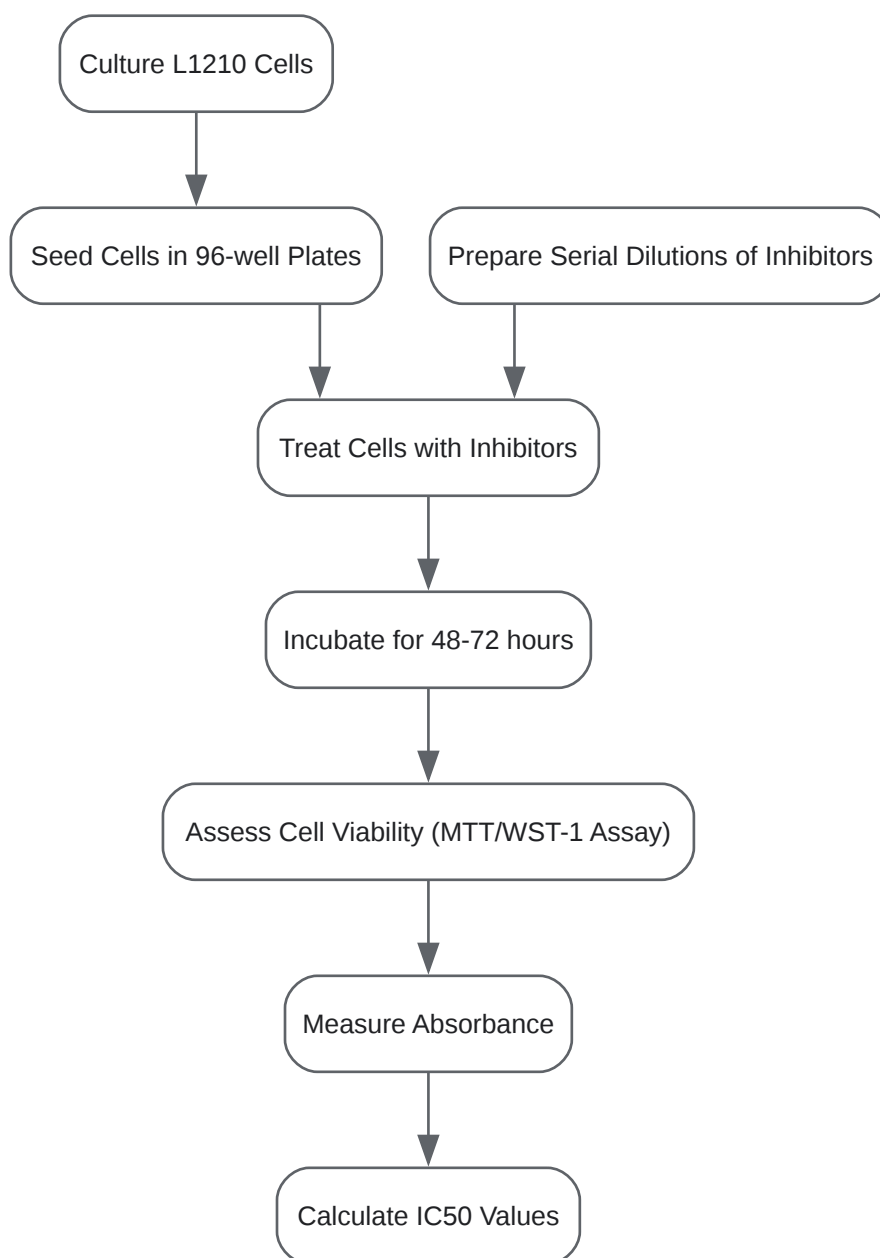 Culture L1210 Cells
Seed Cells in 96-well Plates
Prepare Serial Dilutions of Inhibitors
Treat Cells with Inhibitors
Incubate for 48-72 hours
Assess Cell Viability (MTT/WST-1 Assay)
Measure Absorbance
Calculate IC50 Values